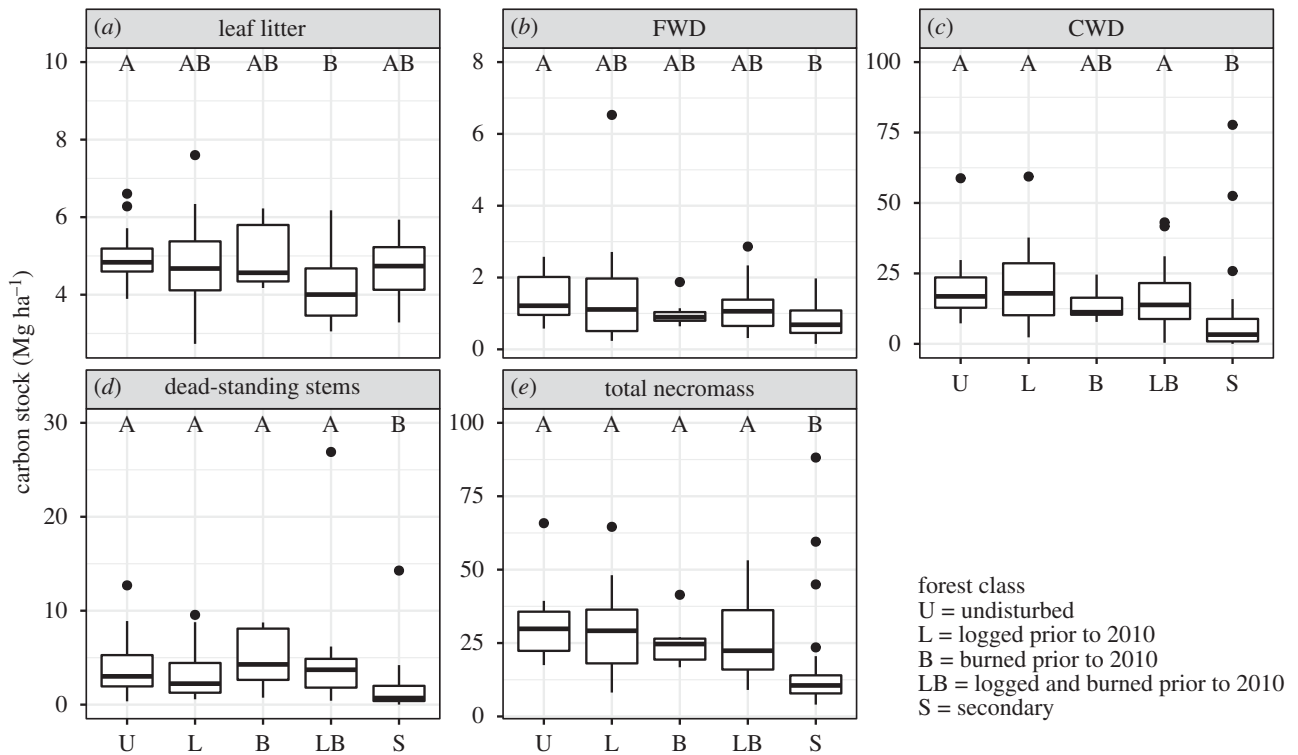 (a) leaf litter
(b) FWD
(c) CWD
10 A AB AB B AB
8 A AB AB AB B
100 A A AB A B
8
6
4
6
4
2
0
75
50
25
0
U L B LB S
carbon stock (Mg ha⁻¹)
(d) dead-standing stems
(e) total necromass
30 A A A A B
100 A A A A B
20
10
0
75
50
25
0
U L B LB S
U L B LB S
forest class
U = undisturbed
L = logged prior to 2010
B = burned prior to 2010
LB = logged and burned prior to 2010
S = secondary